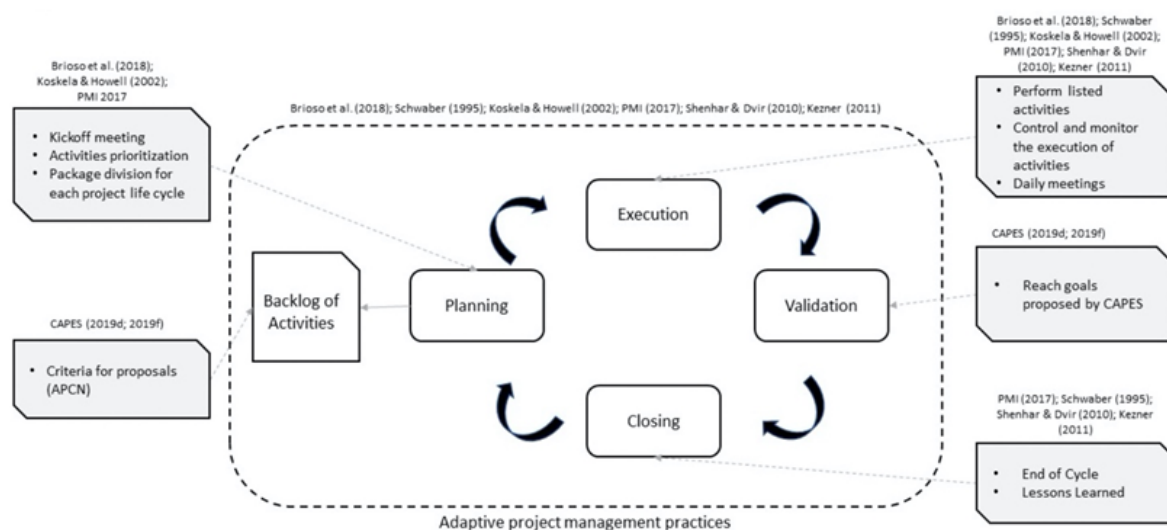 Brioso et al. (2018);
Koskela & Howell (2002);
PMI 2017
• Kickoff meeting
• Activities prioritization
• Package division for
each project life cycle
CAPES (2019d; 2019f)
• Criteria for proposals
(APCN)
Brioso et al. (2018); Schwaber (1995); Koskela & Howell (2002); PMI (2017); Shenhar & Dvir (2010); Kezner (2011)
Backlog of
Activities
Planning
Execution
Validation
Closing
Adaptive project management practices
Brioso et al. (2018); Schwaber
(1995); Koskela & Howell (2002);
PMI (2017); Shenhar & Dvir
(2010); Kezner (2011)
• Perform listed
activities
• Control and monitor
the execution of
activities
• Daily meetings
CAPES (2019d; 2019f)
• Reach goals
proposed by CAPES
PMI (2017); Schwaber (1995);
Shenhar & Dvir (2010); Kezner
(2011)
• End of Cycle
• Lessons Learned